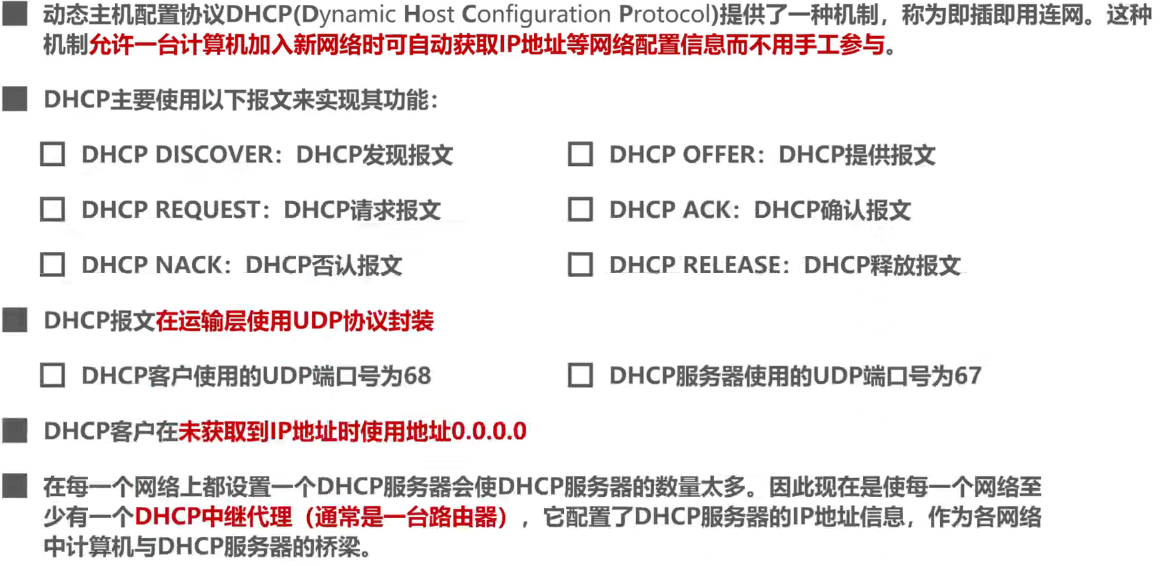 动态主机配置协议DHCP(Dynamic Host Configuration Protocol)提供了一种机制，称为即插即用连网。这种
机制允许一台计算机加入新网络时可自动获取IP地址等网络配置信息而不用手工参与。
DHCP主要使用以下报文来实现其功能：
DHCP DISCOVER：DHCP发现报文
DHCP OFFER：DHCP提供报文
DHCP REQUEST：DHCP请求报文
DHCP ACK：DHCP确认报文
DHCP NACK：DHCP否认报文
DHCP RELEASE：DHCP释放报文
DHCP报文在运输层使用UDP协议封装
DHCP客户使用的UDP端口号为68
DHCP服务器使用的UDP端口号为67
DHCP客户在未获取到IP地址时使用地址0.0.0.0
在每一个网络上都设置一个DHCP服务器会使DHCP服务器的数量太多。因此现在是使每一个网络至
少有一个DHCP中继代理（通常是一台路由器），它配置了DHCP服务器的IP地址信息，作为各网络
中计算机与DHCP服务器的桥梁。